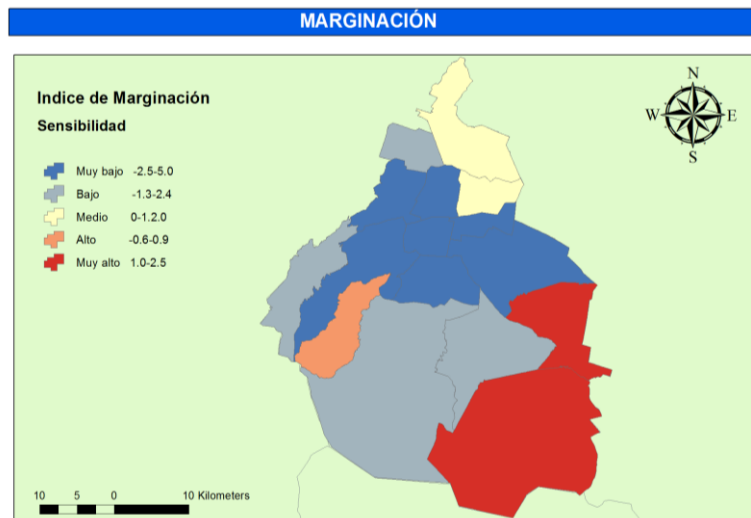 MARGINACIÓN
Indice de Marginación
Sensibilidad
Muy bajo -2.5-5.0
Bajo -1.3-2.4
Medio 0-1,2.0
Alto -0.6-0.9
Muy alto 1.0-2.5
N
W E
S
10 5 0 10 Kilometers